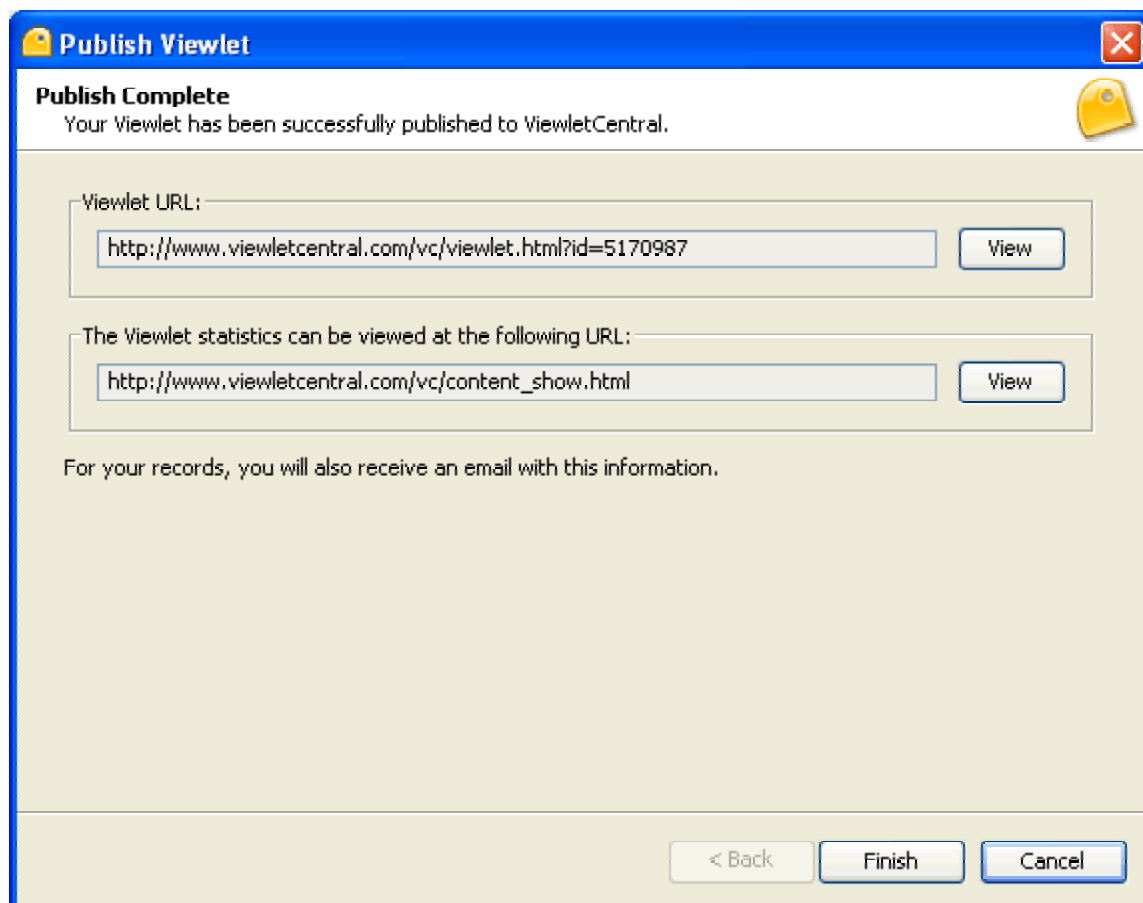 Publish Viewlet
Publish Complete
Your Viewlet has been successfully published to ViewletCentral.
Viewlet URL:
http://www.viewletcentral.com/vc/viewlet.html?id=5170987
View
The Viewlet statistics can be viewed at the following URL:
http://www.viewletcentral.com/vc/content_show.html
View
For your records, you will also receive an email with this information.
< Back
Finish
Cancel